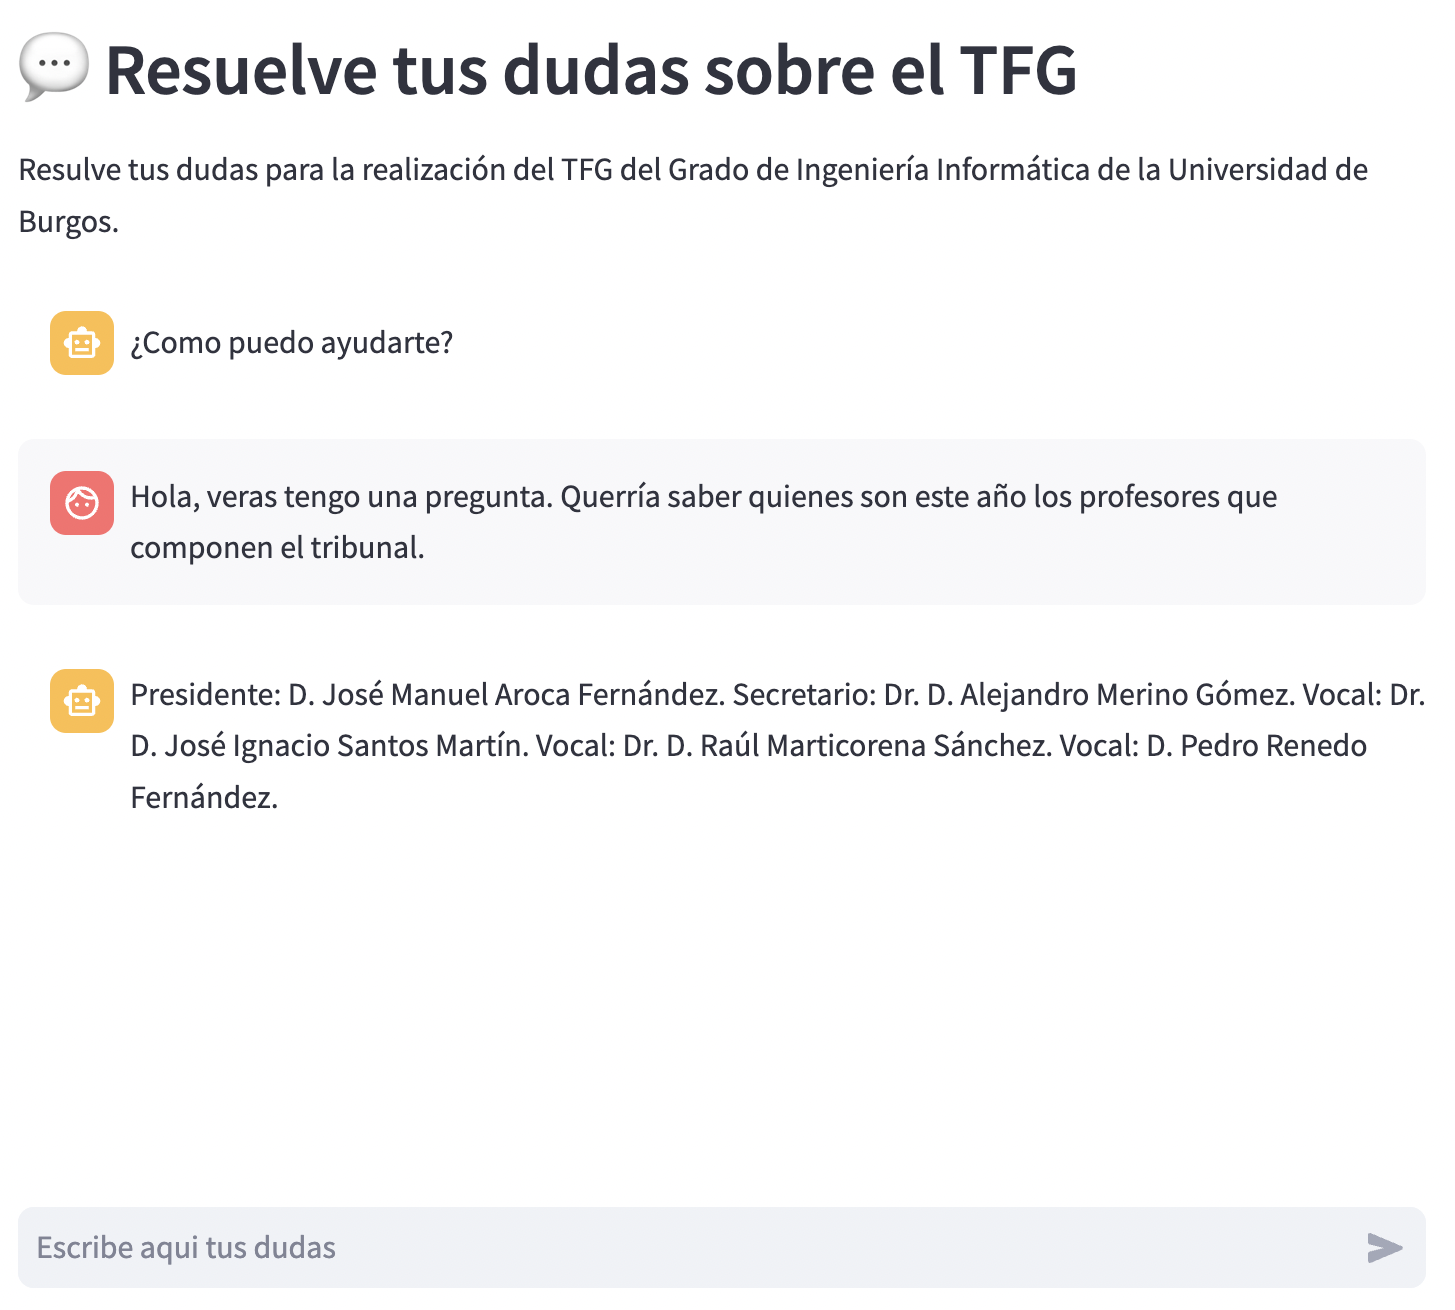 Resuelve tus dudas sobre el TFG
Resulve tus dudas para la realización del TFG del Grado de Ingeniería Informática de la Universidad de
Burgos.
¿Como puedo ayudarte?
Hola, veras tengo una pregunta. Querría saber quienes son este año los profesores que
componen el tribunal.
Presidente: D. José Manuel Aroca Fernández. Secretario: Dr. D. Alejandro Merino Gómez. Vocal: Dr.
D. José Ignacio Santos Martín. Vocal: Dr. D. Raúl Marticorena Sánchez. Vocal: D. Pedro Renedo
Fernández.
Escribe aqui tus dudas